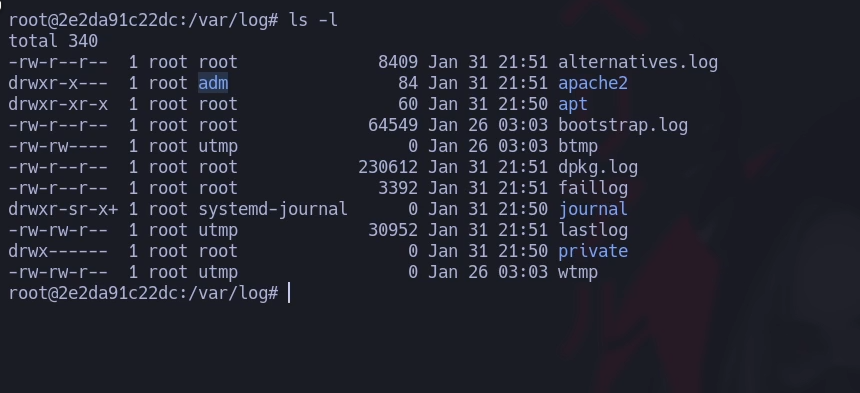 root@2e2da91c22dc:/var/log# ls -l
total 340
-rw-r--r--  1 root root              8409 Jan 31 21:51 alternatives.log
drwxr-x---  1 root adm                 84 Jan 31 21:51 apache2
drwxr-xr-x  1 root root                60 Jan 31 21:50 apt
-rw-r--r--  1 root root             64549 Jan 26 03:03 bootstrap.log
-rw-rw----  1 root utmp                 0 Jan 26 03:03 btmp
-rw-r--r--  1 root root            230612 Jan 31 21:51 dpkg.log
-rw-r--r--  1 root root              3392 Jan 31 21:51 faillog
drwxr-sr-x+ 1 root systemd-journal      0 Jan 31 21:50 journal
-rw-rw-r--  1 root utmp             30952 Jan 31 21:51 lastlog
drwx------  1 root root                 0 Jan 31 21:50 private
-rw-rw-r--  1 root utmp                 0 Jan 26 03:03 wtmp
root@2e2da91c22dc:/var/log#